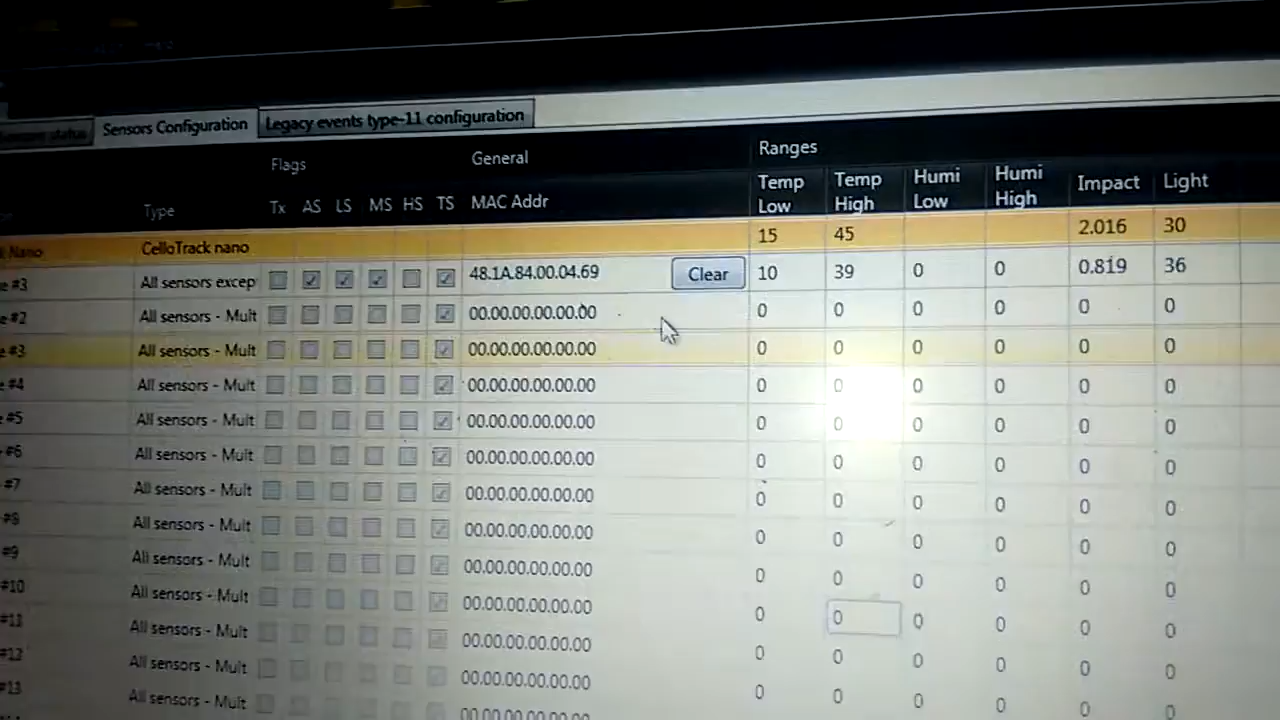 Sensors Configuration Legacy events type-11 configuration
Flags General Ranges
Type Tx AS LS MS HS TS MAC Addr Temp Low Temp High Humi Low Humi High Impact Light
Nano CelloTrack nano 15 45 2.016 30
#3 All sensors excep 48.1A.84.00.04.69 Clear 10 39 0 0 0.819 36
#2 All sensors - Mult 00.00.00.00.00.00 0 0 0 0 0 0
#3 All sensors - Mult 00.00.00.00.00.00 0 0 0 0 0 0
#4 All sensors - Mult 00.00.00.00.00.00 0 0 0 0 0 0
#5 All sensors - Mult 00.00.00.00.00.00 0 0 0 0 0 0
#6 All sensors - Mult 00.00.00.00.00.00 0 0 0 0 0 0
#7 All sensors - Mult 00.00.00.00.00.00 0 0 0 0 0 0
#8 All sensors - Mult 00.00.00.00.00.00 0 0 0 0 0 0
#9 All sensors - Mult 00.00.00.00.00.00 0 0 0 0 0 0
#10 All sensors - Mult 00.00.00.00.00.00 0 0 0 0 0 0
#11 All sensors - Mult 00.00.00.00.00.00 0 0 0 0 0 0
#12 All sensors - Mult 00.00.00.00.00.00 0 0 0 0 0 0
#13 All sensors - Mult 00.00.00.00.00.00